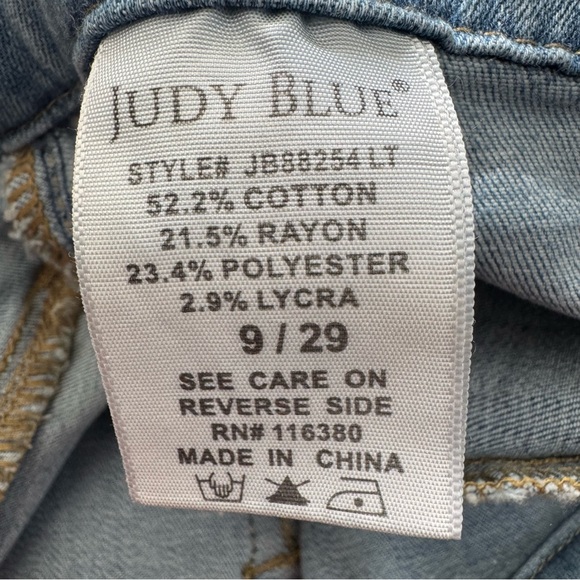 JUDY BLUE®
STYLE# JB88254 LT
52.2% COTTON
21.5% RAYON
23.4% POLYESTER
2.9% LYCRA
9 / 29
SEE CARE ON
REVERSE SIDE
RN# 116380
MADE IN CHINA